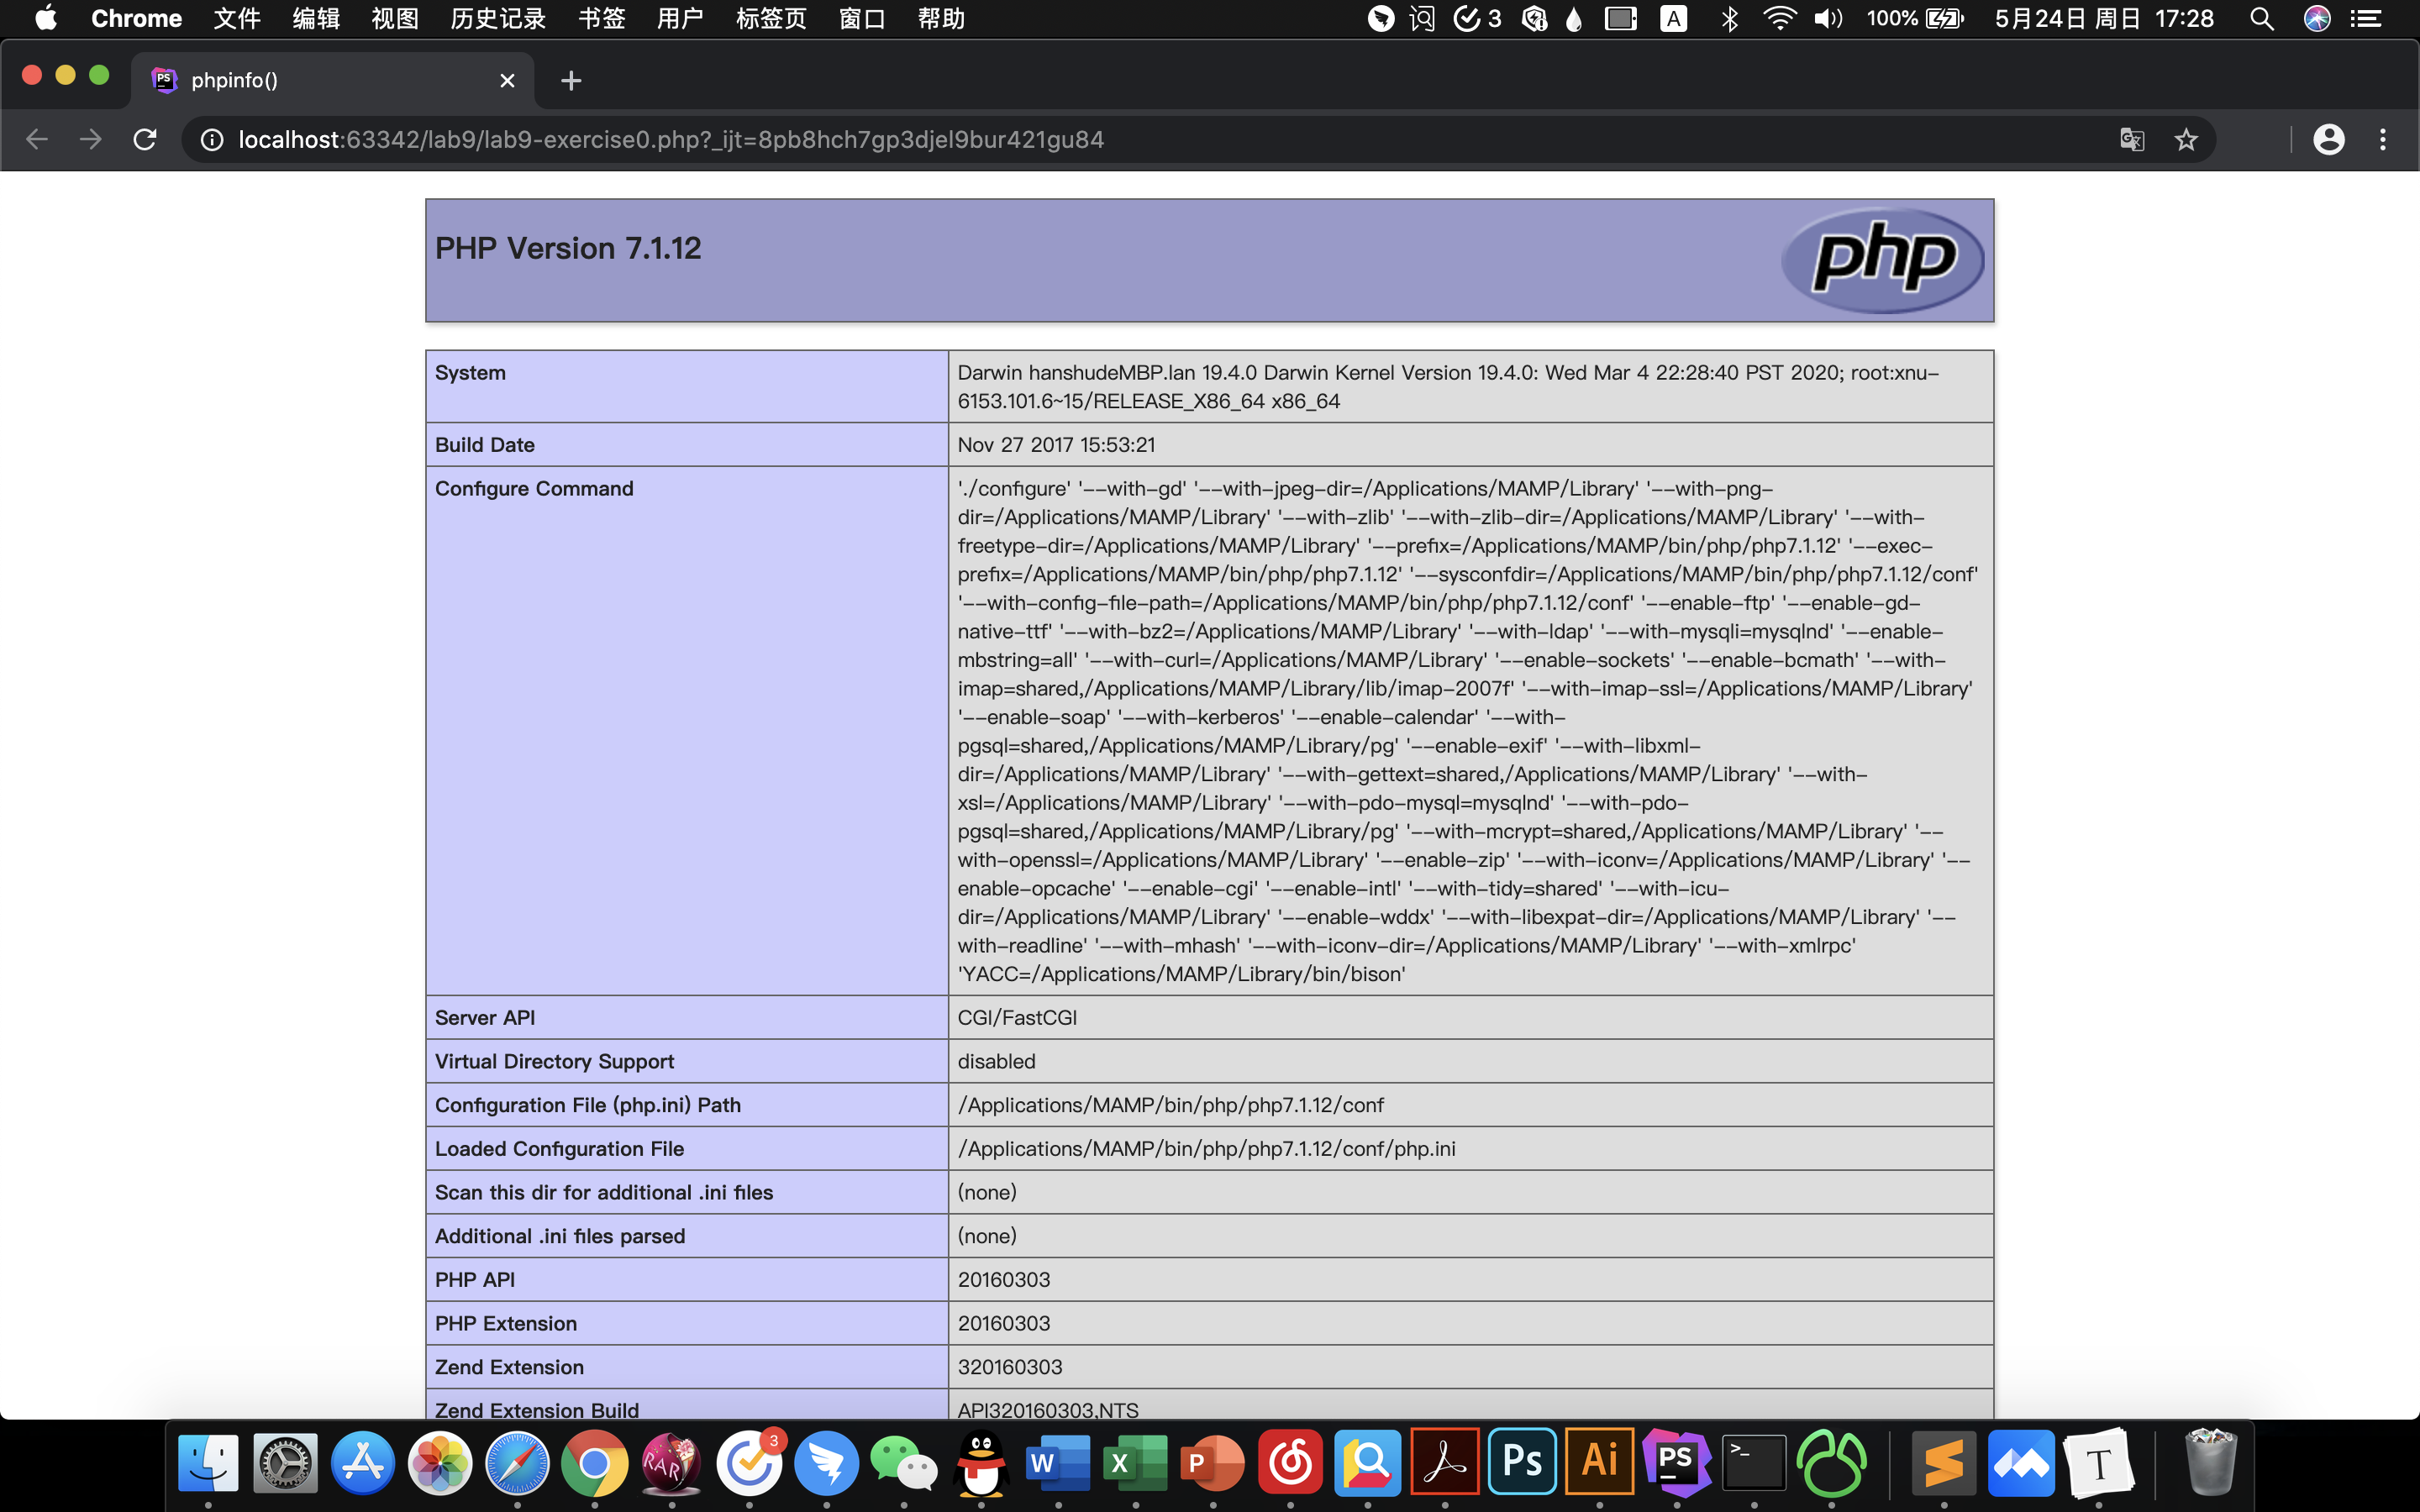 Chrome 文件 编辑 视图 历史记录 书签 用户 标签页 窗口 帮助 3 A 100% 5月24日 周日 17:28
PS phpinfo()
localhost:63342/lab9/lab9-exercise0.php?_ijt=8pb8hch7gp3djel9bur421gu84
PHP Version 7.1.12
php
System
Darwin hanshudeMBP.lan 19.4.0 Darwin Kernel Version 19.4.0: Wed Mar 4 22:28:40 PST 2020; root:xnu-
6153.101.6~15/RELEASE_X86_64 x86_64
Build Date
Nov 27 2017 15:53:21
Configure Command
'./configure' '--with-gd' '--with-jpeg-dir=/Applications/MAMP/Library' '--with-png-
dir=/Applications/MAMP/Library' '--with-zlib' '--with-zlib-dir=/Applications/MAMP/Library' '--with-
freetype-dir=/Applications/MAMP/Library' '--prefix=/Applications/MAMP/bin/php/php7.1.12' '--exec-
prefix=/Applications/MAMP/bin/php/php7.1.12' '--sysconfdir=/Applications/MAMP/bin/php/php7.1.12/conf'
'--with-config-file-path=/Applications/MAMP/bin/php/php7.1.12/conf' '--enable-ftp' '--enable-gd-
native-ttf' '--with-bz2=/Applications/MAMP/Library' '--with-ldap' '--with-mysqli=mysqlnd' '--enable-
mbstring=all' '--with-curl=/Applications/MAMP/Library' '--enable-sockets' '--enable-bcmath' '--with-
imap=shared,/Applications/MAMP/Library/lib/imap-2007f' '--with-imap-ssl=/Applications/MAMP/Library'
'--enable-soap' '--with-kerberos' '--enable-calendar' '--with-
pgsql=shared,/Applications/MAMP/Library/pg' '--enable-exif' '--with-libxml-
dir=/Applications/MAMP/Library' '--with-gettext=shared,/Applications/MAMP/Library' '--with-
xsl=/Applications/MAMP/Library' '--with-pdo-mysql=mysqlnd' '--with-pdo-
pgsql=shared,/Applications/MAMP/Library/pg' '--with-mcrypt=shared,/Applications/MAMP/Library' '--
with-openssl=/Applications/MAMP/Library' '--enable-zip' '--with-iconv=/Applications/MAMP/Library' '--
enable-opcache' '--enable-cgi' '--enable-intl' '--with-tidy=shared' '--with-icu-
dir=/Applications/MAMP/Library' '--enable-wddx' '--with-libexpat-dir=/Applications/MAMP/Library' '--
with-readline' '--with-mhash' '--with-iconv-dir=/Applications/MAMP/Library' '--with-xmlrpc'
'YACC=/Applications/MAMP/Library/bin/bison'
Server API
CGI/FastCGI
Virtual Directory Support
disabled
Configuration File (php.ini) Path
/Applications/MAMP/bin/php/php7.1.12/conf
Loaded Configuration File
/Applications/MAMP/bin/php/php7.1.12/conf/php.ini
Scan this dir for additional .ini files
(none)
Additional .ini files parsed
(none)
PHP API
20160303
PHP Extension
20160303
Zend Extension
320160303
Zend Extension Build
API320160303,NTS
RAR 3 W X P Ps Ai PS >_ T